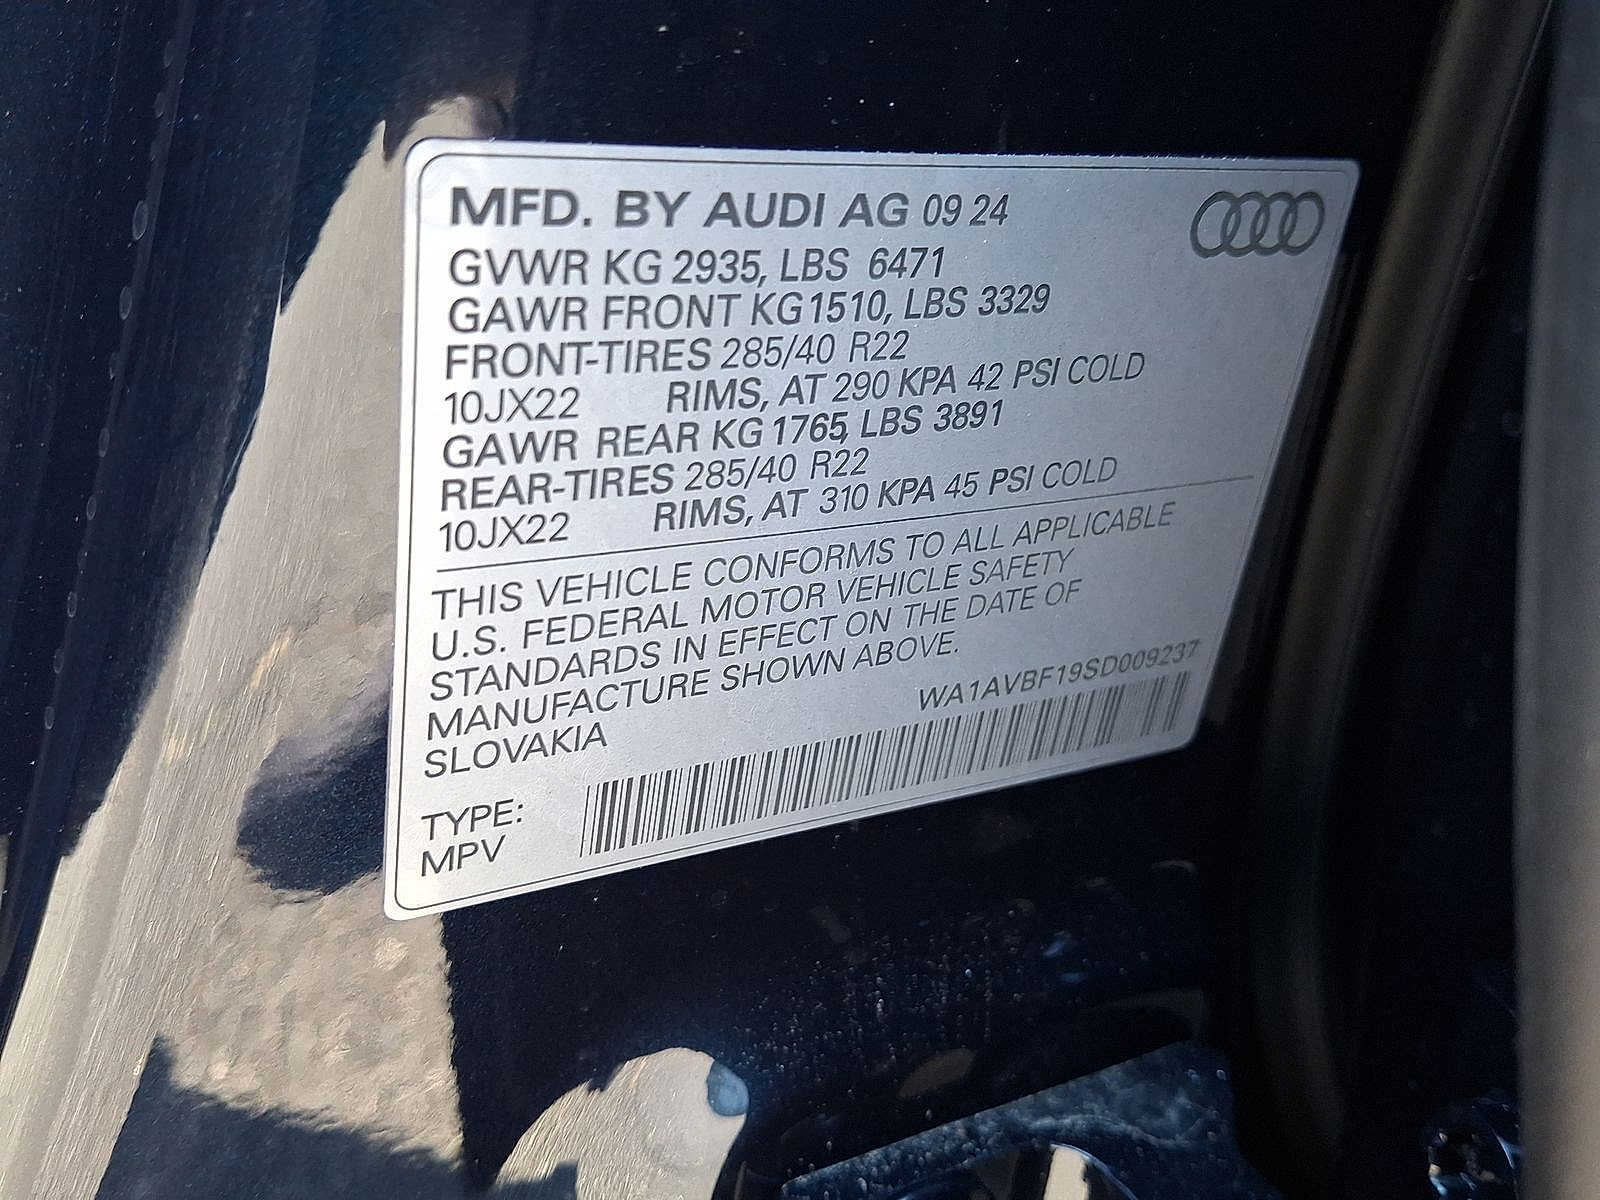 MFD. BY AUDI AG 09 24
GVWR KG 2935, LBS 6471
GAWR FRONT KG 1510, LBS 3329
FRONT-TIRES 285/40 R22
10JX22 RIMS, AT 290 KPA 42 PSI COLD
GAWR REAR KG 1765, LBS 3891
REAR-TIRES 285/40 R22
10JX22 RIMS, AT 310 KPA 45 PSI COLD
THIS VEHICLE CONFORMS TO ALL APPLICABLE
U.S. FEDERAL MOTOR VEHICLE SAFETY
STANDARDS IN EFFECT ON THE DATE OF
MANUFACTURE SHOWN ABOVE.
SLOVAKIA WA1AVBF19SD009237
TYPE:
MPV